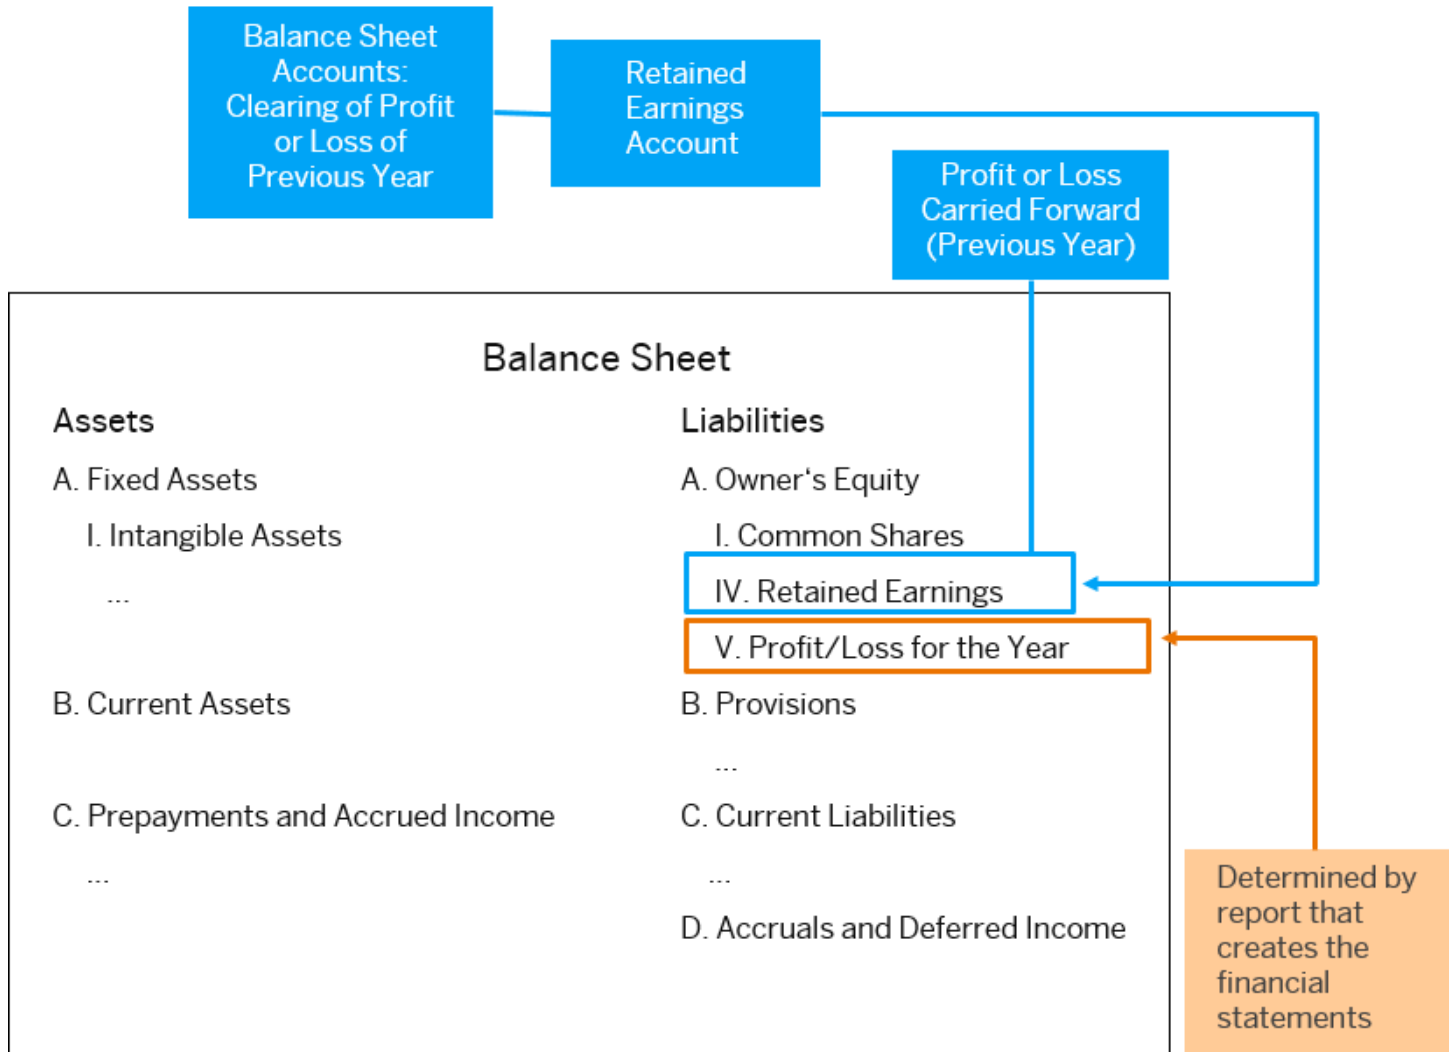 Balance Sheet
Accounts:
Clearing of Profit
or Loss of
Previous Year
Retained
Earnings
Account
Profit or Loss
Carried Forward
(Previous Year)
Balance Sheet
Assets
A. Fixed Assets
I. Intangible Assets
...
B. Current Assets
C. Prepayments and Accrued Income
...
Liabilities
A. Owner‘s Equity
I. Common Shares
IV. Retained Earnings
V. Profit/Loss for the Year
B. Provisions
...
C. Current Liabilities
...
D. Accruals and Deferred Income
Determined by
report that
creates the
financial
statements